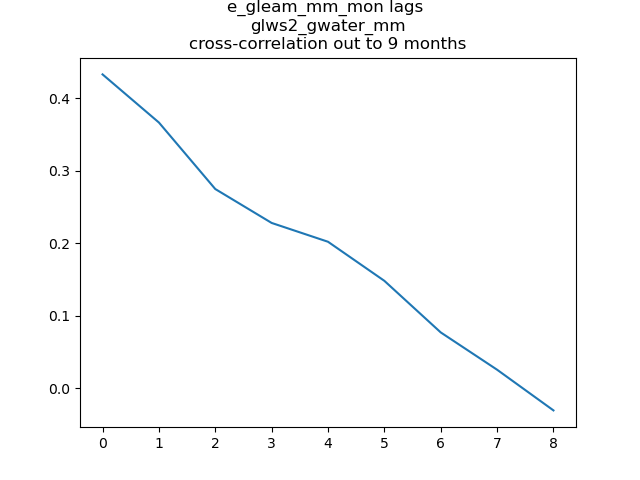 e_gleam_mm_mon lags
glws2_gwater_mm
cross-correlation out to 9 months
0.4
0.3
0.2
0.1
0.0
0 1 2 3 4 5 6 7 8